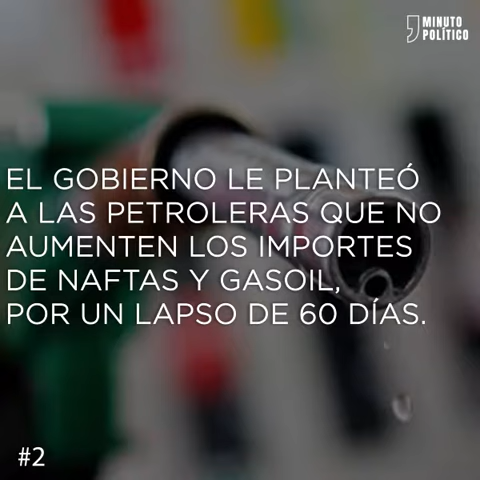 MINUTO
POLÍTICO
EL GOBIERNO LE PLANTEÓ
A LAS PETROLERAS QUE NO
AUMENTEN LOS IMPORTES
DE NAFTAS Y GASOIL,
POR UN LAPSO DE 60 DÍAS.
#2